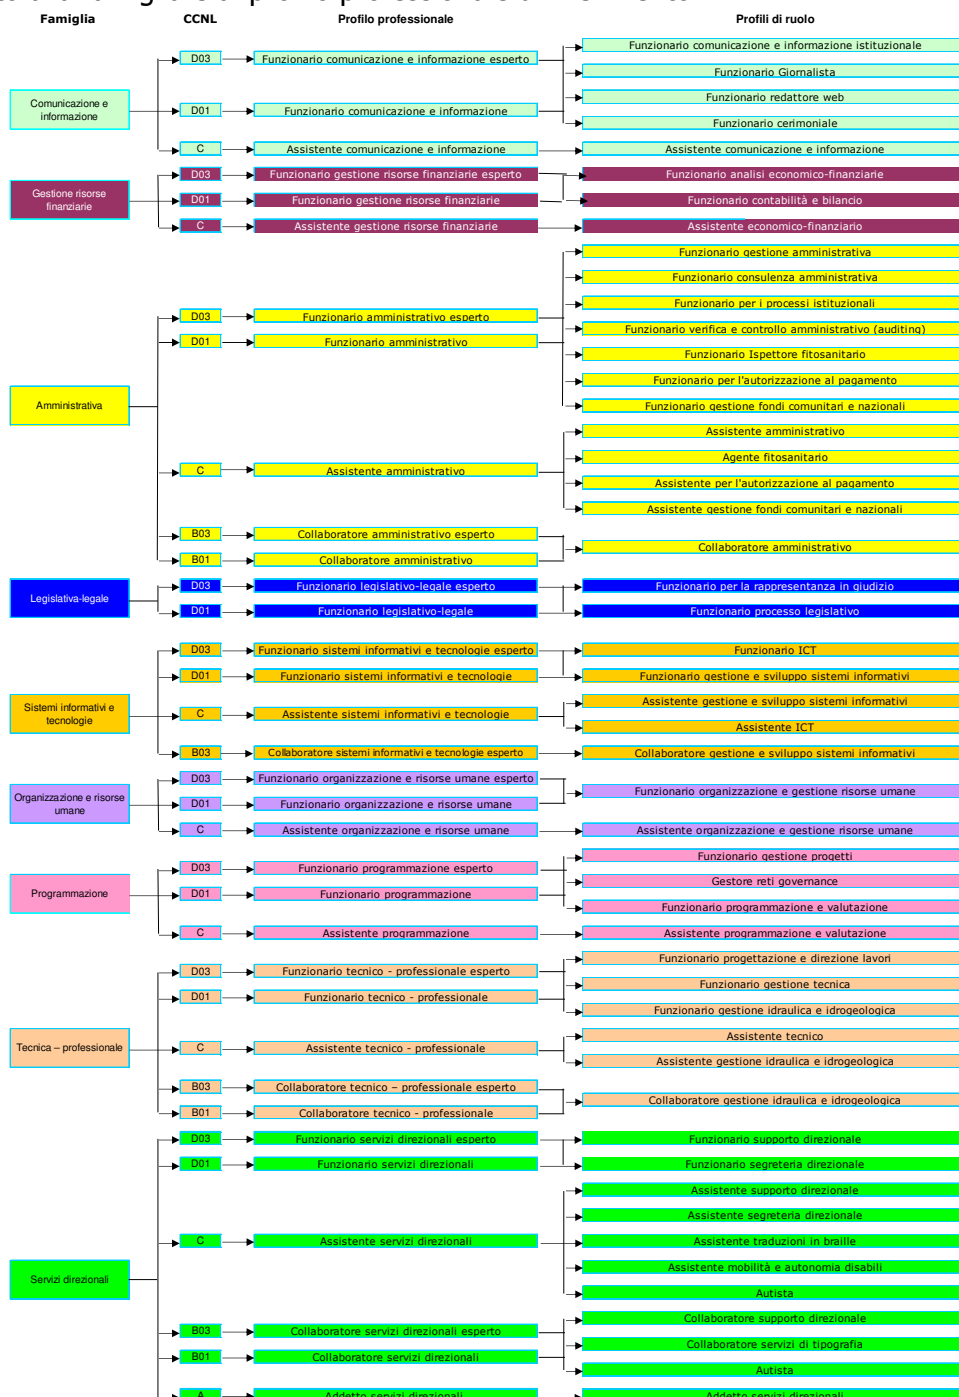 Famiglia CCNL Profilo professionale Profili di ruolo
Funzionario comunicazione e informazione istituzionale
D03 Funzionario comunicazione e informazione esperto
Funzionario Giornalista
Funzionario redattore web
Comunicazione e
informazione
D01 Funzionario comunicazione e informazione
Funzionario cerimoniale
C Assistente comunicazione e informazione Assistente comunicazione e informazione
D03 Funzionario gestione risorse finanziarie esperto Funzionario analisi economico-finanziarie
Gestione risorse
finanziarie
D01 Funzionario gestione risorse finanziarie Funzionario contabilità e bilancio
C Assistente gestione risorse finanziarie Assistente economico-finanziario
Funzionario gestione amministrativa
Funzionario consulenza amministrativa
Funzionario per i processi istituzionali
D03 Funzionario amministrativo esperto
Funzionario verifica e controllo amministrativo (auditing)
D01 Funzionario amministrativo
Funzionario Ispettore fitosanitario
Funzionario per l'autorizzazione al pagamento
Amministrativa
Funzionario gestione fondi comunitari e nazionali
Assistente amministrativo
Agente fitosanitario
C Assistente amministrativo
Assistente per l'autorizzazione al pagamento
Assistente gestione fondi comunitari e nazionali
B03 Collaboratore amministrativo esperto
Collaboratore amministrativo
B01 Collaboratore amministrativo
D03 Funzionario legislativo-legale esperto Funzionario per la rappresentanza in giudizio
Legislativa-legale
D01 Funzionario legislativo-legale Funzionario processo legislativo
D03 Funzionario sistemi informativi e tecnologie esperto Funzionario ICT
D01 Funzionario sistemi informativi e tecnologie Funzionario gestione e sviluppo sistemi informativi
Assistente gestione e sviluppo sistemi informativi
Sistemi informativi e
tecnologie
C Assistente sistemi informativi e tecnologie
Assistente ICT
B03 Collaboratore sistemi informativi e tecnologie esperto Collaboratore gestione e sviluppo sistemi informativi
D03 Funzionario organizzazione e risorse umane esperto
Funzionario organizzazione e gestione risorse umane
Organizzazione e risorse
umane
D01 Funzionario organizzazione e risorse umane
C Assistente organizzazione e risorse umane Assistente organizzazione e gestione risorse umane
Funzionario gestione progetti
D03 Funzionario programmazione esperto
Gestore reti governance
Programmazione D01 Funzionario programmazione
Funzionario programmazione e valutazione
C Assistente programmazione Assistente programmazione e valutazione
Funzionario progettazione e direzione lavori
D03 Funzionario tecnico - professionale esperto
Funzionario gestione tecnica
D01 Funzionario tecnico - professionale
Funzionario gestione idraulica e idrogeologica
Assistente tecnico
Tecnica – professionale C Assistente tecnico - professionale
Assistente gestione idraulica e idrogeologica
B03 Collaboratore tecnico – professionale esperto
Collaboratore gestione idraulica e idrogeologica
B01 Collaboratore tecnico - professionale
D03 Funzionario servizi direzionali esperto Funzionario supporto direzionale
D01 Funzionario servizi direzionali Funzionario segreteria direzionale
Assistente supporto direzionale
Assistente segreteria direzionale
C Assistente servizi direzionali Assistente traduzioni in braille
Assistente mobilità e autonomia disabili
Servizi direzionali
Autista
Collaboratore supporto direzionale
B03 Collaboratore servizi direzionali esperto
Collaboratore servizi di tipografia
B01 Collaboratore servizi direzionali
Autista
A Addetto servizi direzionali Addetto servizi direzionali